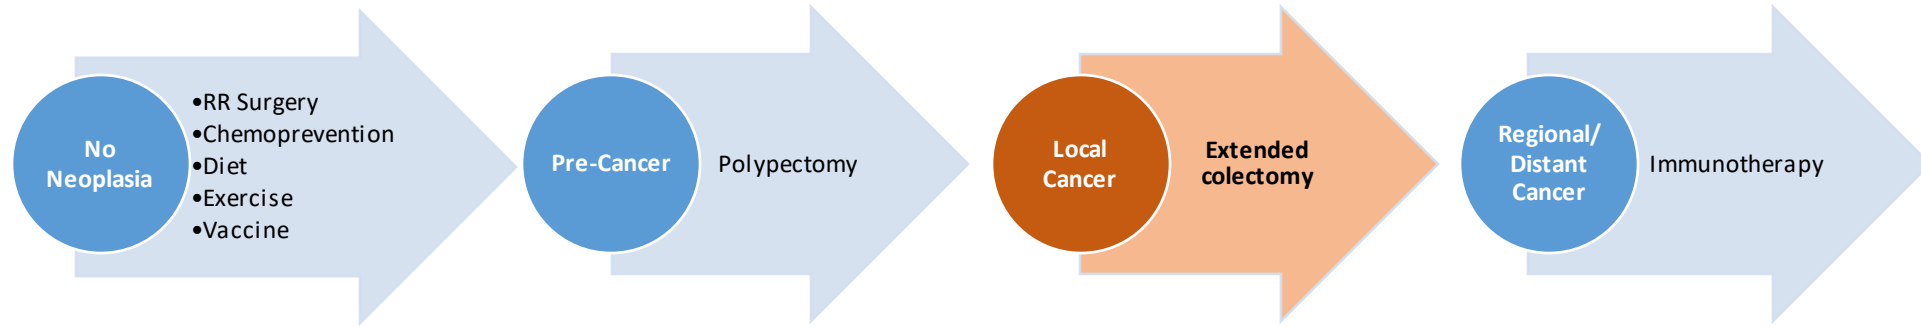 No
Neoplasia
•RR Surgery
•Chemoprevention
•Diet
•Exercise
•Vaccine
Pre-Cancer
Polypectomy
Local
Cancer
Extended
colectomy
Regional/
Distant
Cancer
Immunotherapy